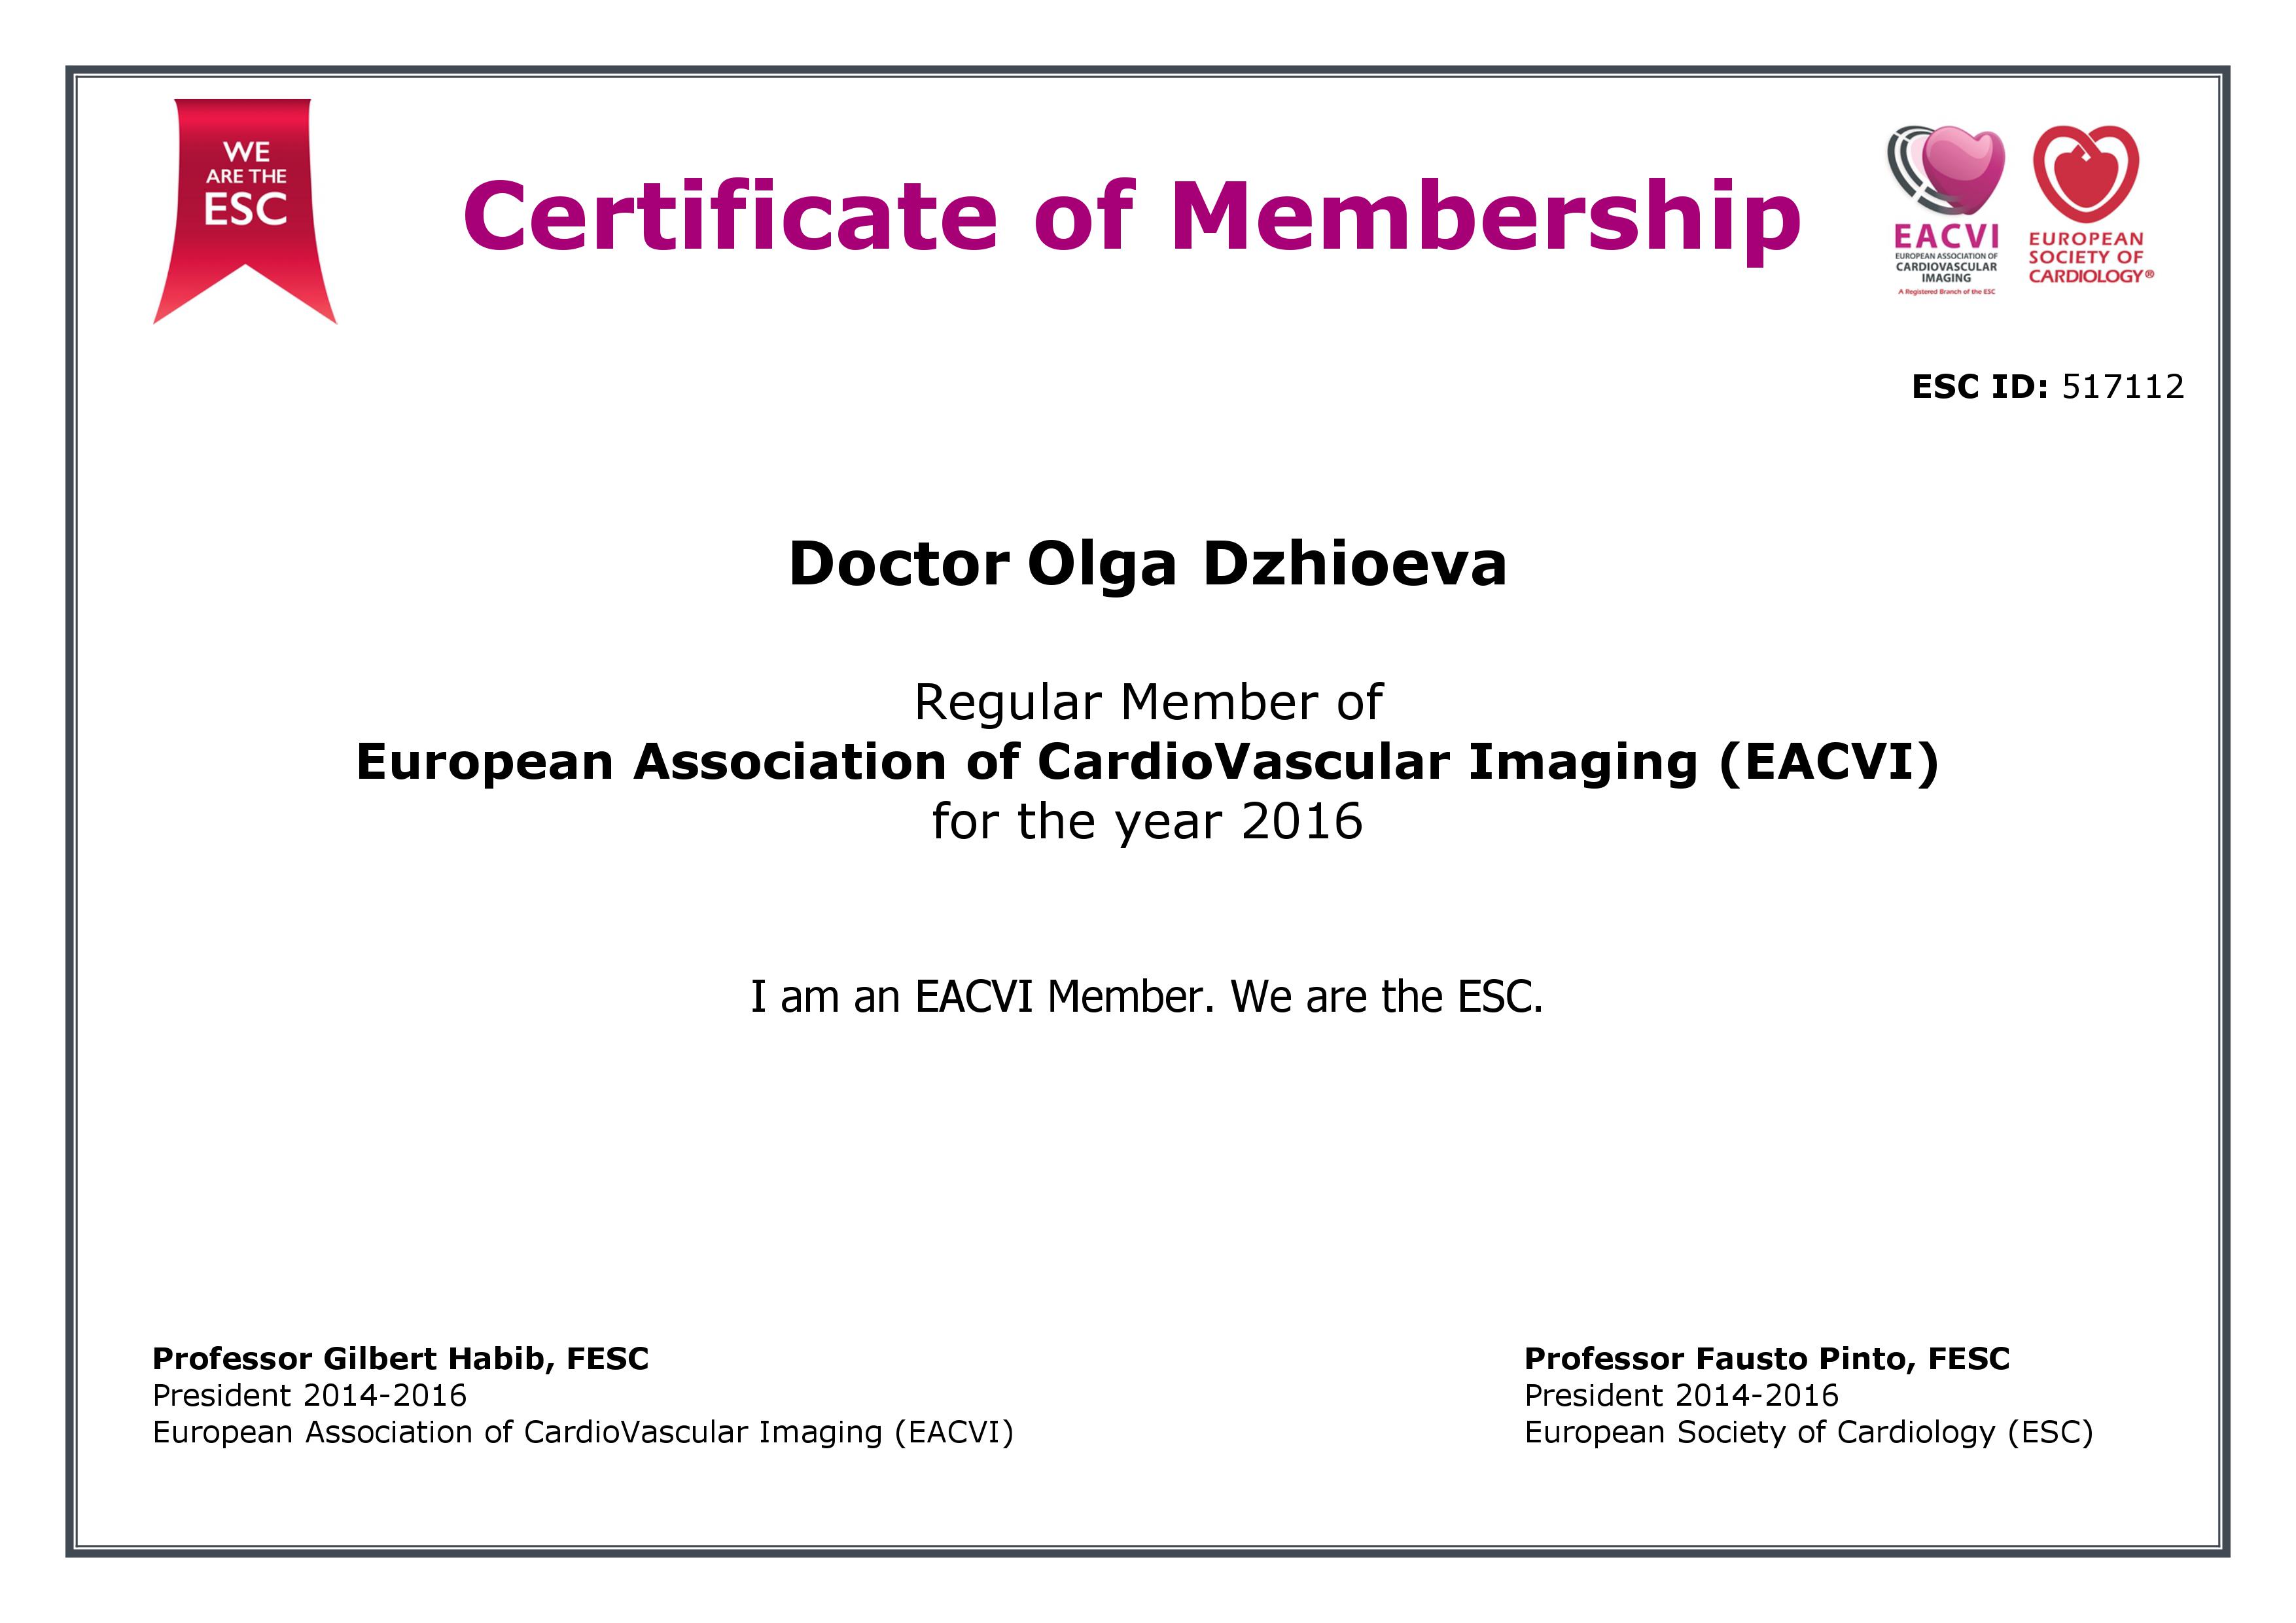 WE
ARE THE
ESC
Certificate of Membership
EACVI
EUROPEAN ASSOCIATION OF
CARDIOVASCULAR
IMAGING
A Registered Branch of the ESC
EUROPEAN
SOCIETY OF
CARDIOLOGY®
ESC ID: 517112
Doctor Olga Dzhioeva
Regular Member of
European Association of CardioVascular Imaging (EACVI)
for the year 2016
I am an EACVI Member. We are the ESC.
Professor Gilbert Habib, FESC
President 2014-2016
European Association of CardioVascular Imaging (EACVI)
Professor Fausto Pinto, FESC
President 2014-2016
European Society of Cardiology (ESC)